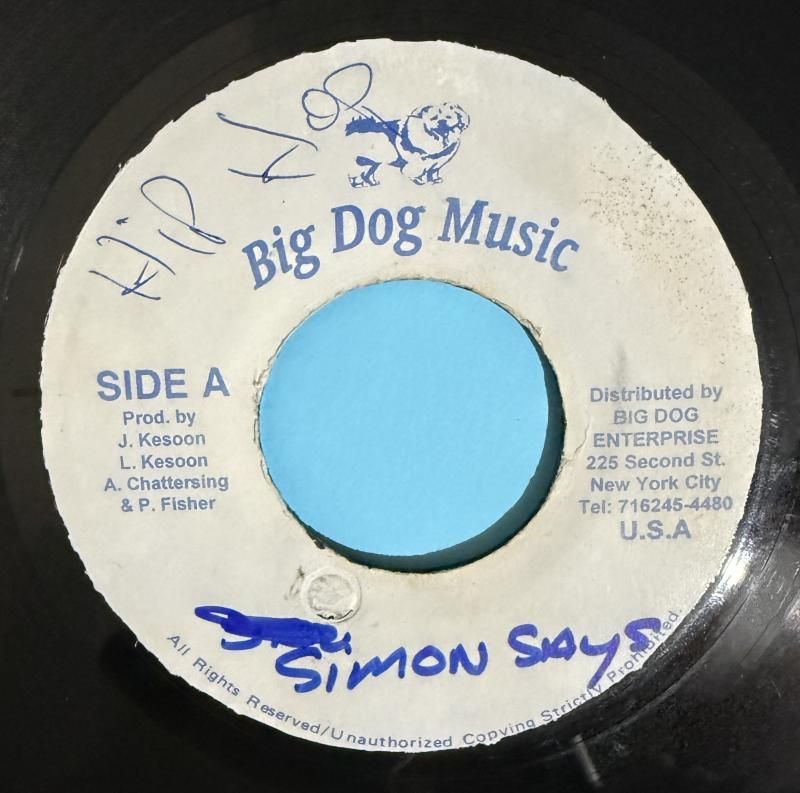 HIP HOP
Big Dog Music
SIDE A
Prod. by
J. Kesoon
L. Kesoon
A. Chattersing
& P. Fisher
Distributed by
BIG DOG
ENTERPRISE
225 Second St.
New York City
Tel: 716245-4480
U.S.A
SIMON SAYS
All Rights Reserved/Unauthorized Copying Strictly Prohibited.